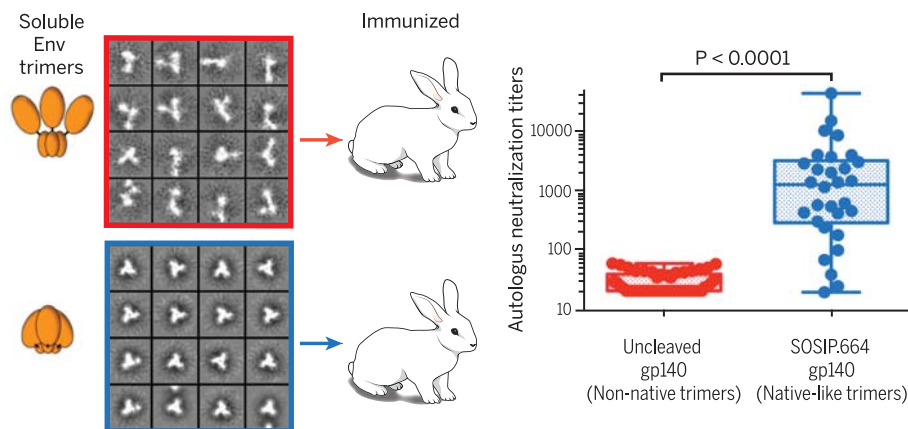 Soluble
Env
trimers
Immunized
P < 0.0001
Autologus neutralization titers
10000
1000
100
10
Uncleaved
gp140
(Non-native trimers)
SOSIP.664
gp140
(Native-like trimers)